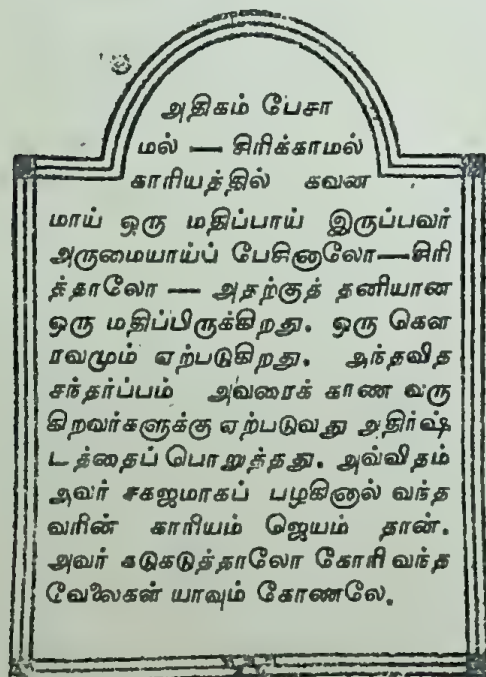 அதிகம் பேசா
மல் — சிரிக்காமல்
காரியத்தில் கவன
மாய் ஒரு மதிப்பாய் இருப்பவர்
அருமையாய்ப் பேசினாலோ—சிரி
த்தாலோ — அதற்குத் தனியான
ஒரு மதிப்பிருக்கிறது. ஒரு கௌ
ரவமும் ஏற்படுகிறது. அந்தவித
சந்தர்ப்பம் அவரைக் காண வரு
கிறவர்களுக்கு ஏற்படுவது அதிர்ஷ்
டத்தைப் பொறுத்தது. அவ்விதம்
அவர் சகஜமாகப் பழகினால் வந்த
வரின் காரியம் ஜெயம் தான்.
அவர் கடுகடுத்தாலோ கோரி வந்த
வேலைகள் யாவும் கோணலே.